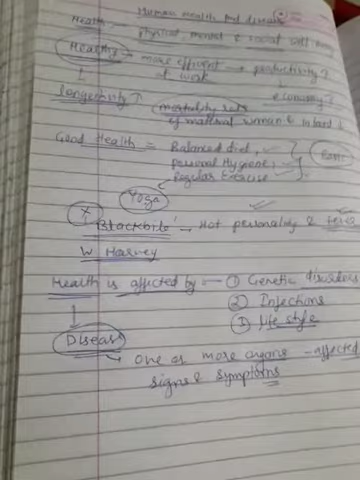 Human health and disease
Health - physical, mental & social well being
Healthy → more efficient → productivity ↑
at work
longevity ↑ mortality rate economy ↑
of maternal woman &
Good Health = Balanced diet,
personal Hygiene,
Regular Exercise
Yoga
X
'Blackbile' → Hot personality & fever
W Harvey
Health is affected by — ① Genetic disorders
② Infections
③ life style
Disease
→ one or more organs - affected
signs & symptoms